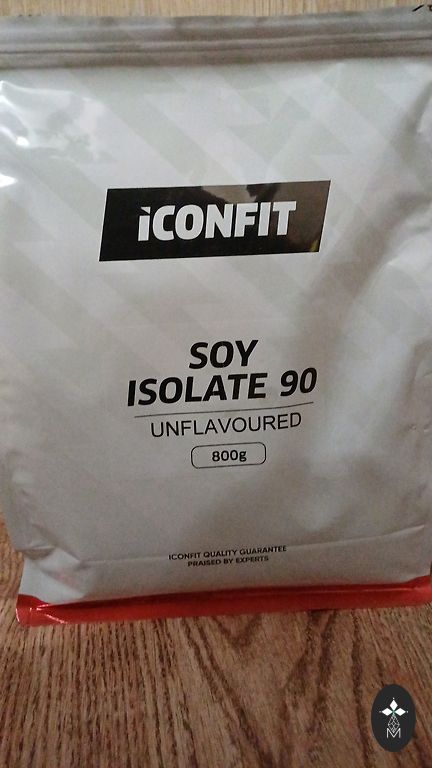 iCONFIT
SOY
ISOLATE 90
UNFLAVOURED
800g
ICONFIT QUALITY GUARANTEE
PRAISED BY EXPERTS
M